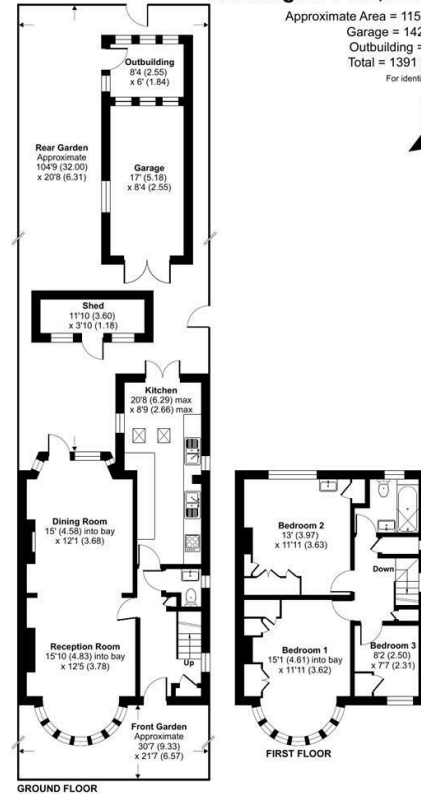 Approximate Area = 115
Garage = 142
Outbuilding =
Total = 1391
For identi
Outbuilding
8'4 (2.55)
x 6' (1.84)
Rear Garden
Approximate
104'9 (32.00)
x 20'8 (6.31)
Garage
17' (5.18)
x 8'4 (2.55)
Shed
11'10 (3.60)
x 3'10 (1.18)
Kitchen
20'8 (6.29) max
x 8'9 (2.66) max
Dining Room
15' (4.58) into bay
x 12'1 (3.68)
Reception Room
15'10 (4.83) into bay
x 12'5 (3.78)
Up
Front Garden
Approximate
30'7 (9.33)
x 21'7 (6.57)
GROUND FLOOR
Bedroom 2
13' (3.97)
x 11'11 (3.63)
Down
Bedroom 1
15'1 (4.61) into bay
x 11'11 (3.62)
Bedroom 3
8'2 (2.50)
x 7'7 (2.31)
FIRST FLOOR